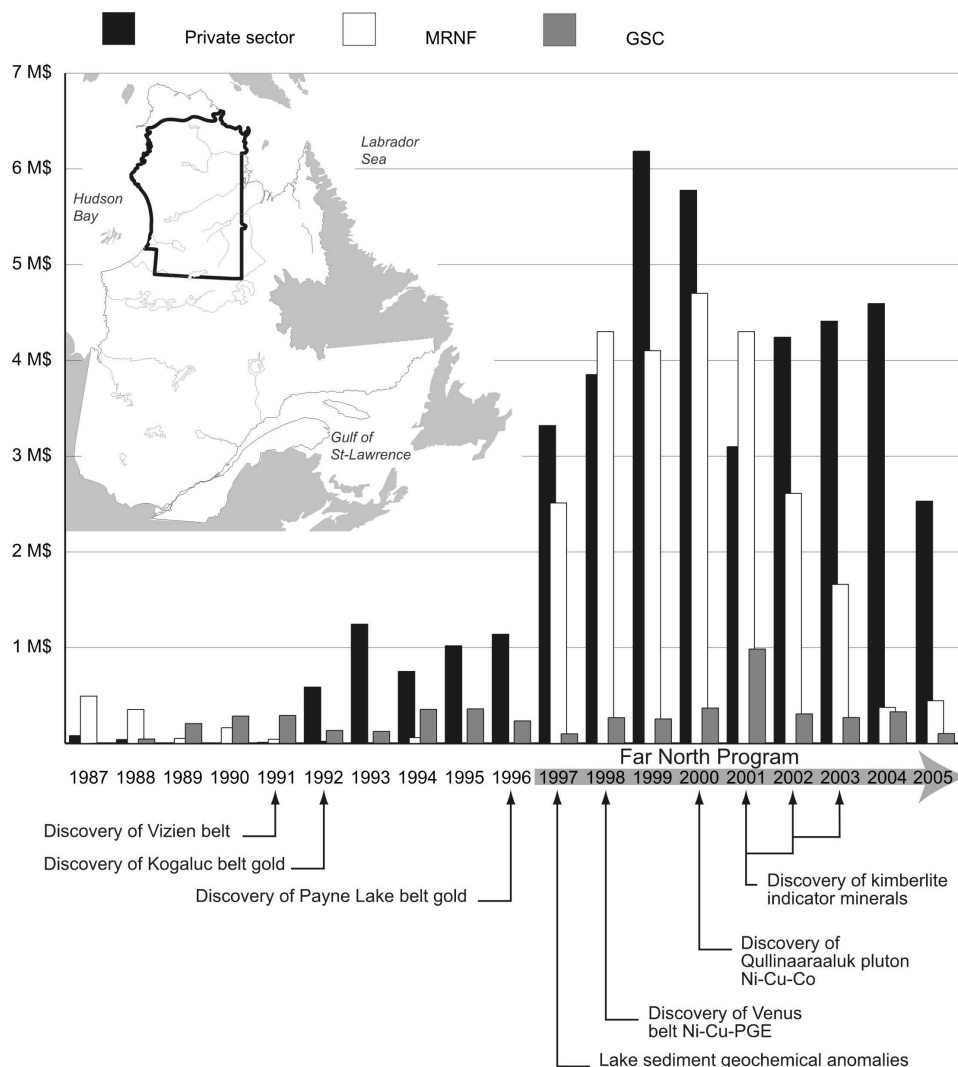 Private sector
MRNF
GSC
7 M$
6 M$
5 M$
4 M$
3 M$
2 M$
1 M$
Labrador
Sea
Hudson
Bay
Gulf of
St-Lawrence
Far North Program
1987 1988 1989 1990 1991 1992 1993 1994 1995 1996 1997 1998 1999 2000 2001 2002 2003 2004 2005
Discovery of Vizien belt
Discovery of Kogaluc belt gold
Discovery of Payne Lake belt gold
Discovery of kimberlite
indicator minerals
Discovery of
Qullinaaraaluk pluton
Ni-Cu-Co
Discovery of Venus
belt Ni-Cu-PGE
Lake sediment geochemical anomalies